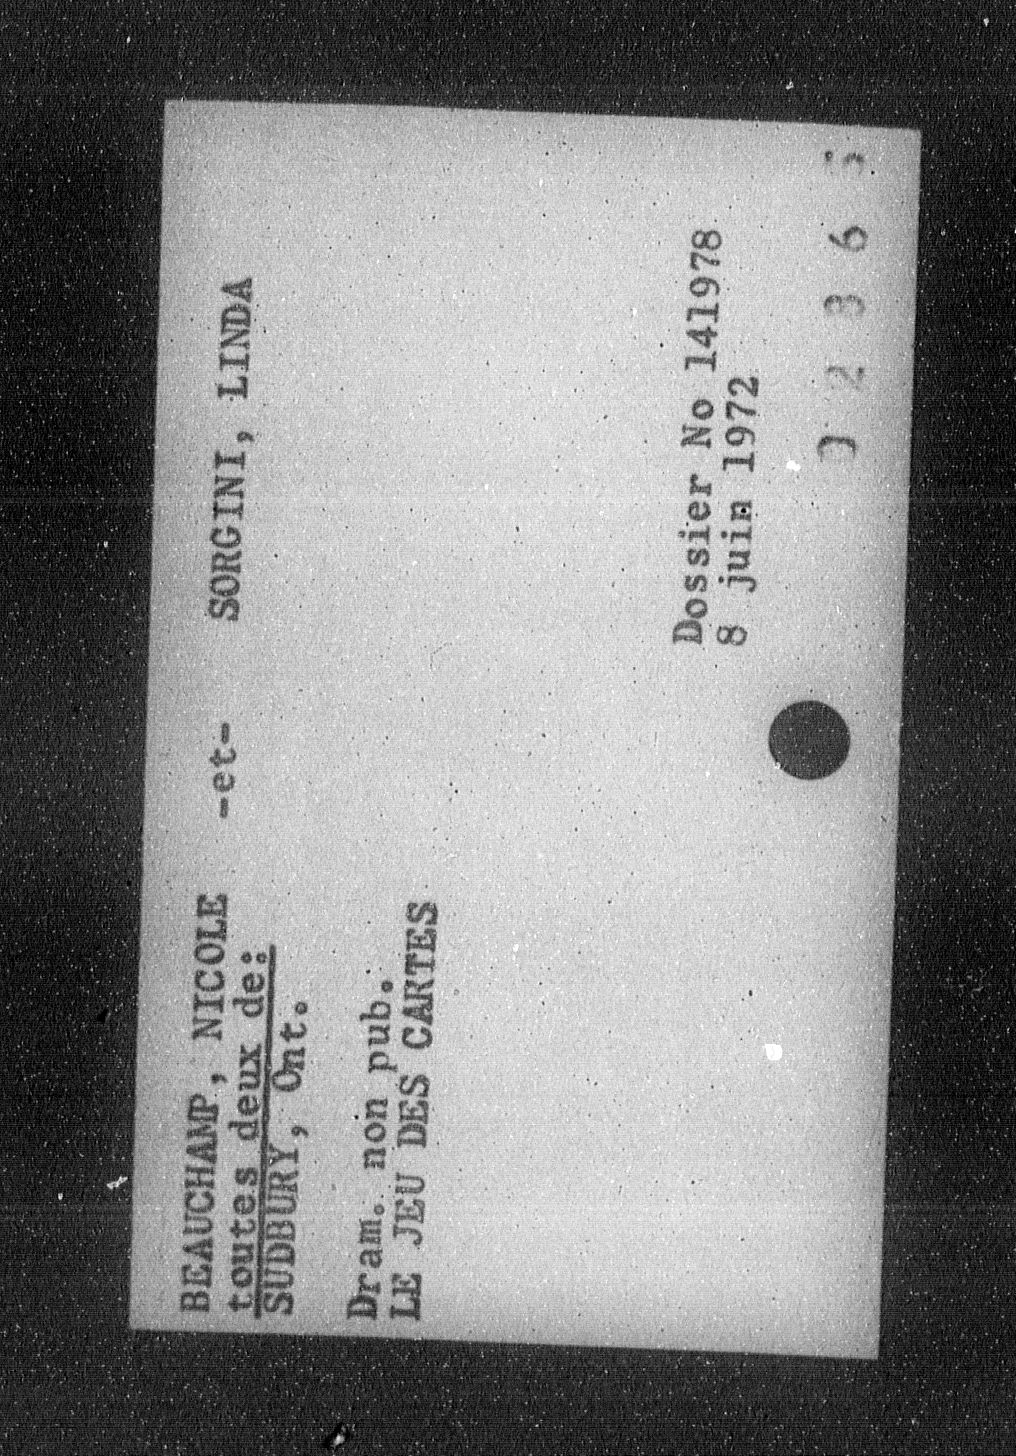 BEAUCHAMP, NICOLE -et- SORGINI, LINDA
toutes deux de:
SUDBURY, Ont.
Dram. non pub.
LE JEU DES CARTES
Dossier No 141978
8 juin 1972